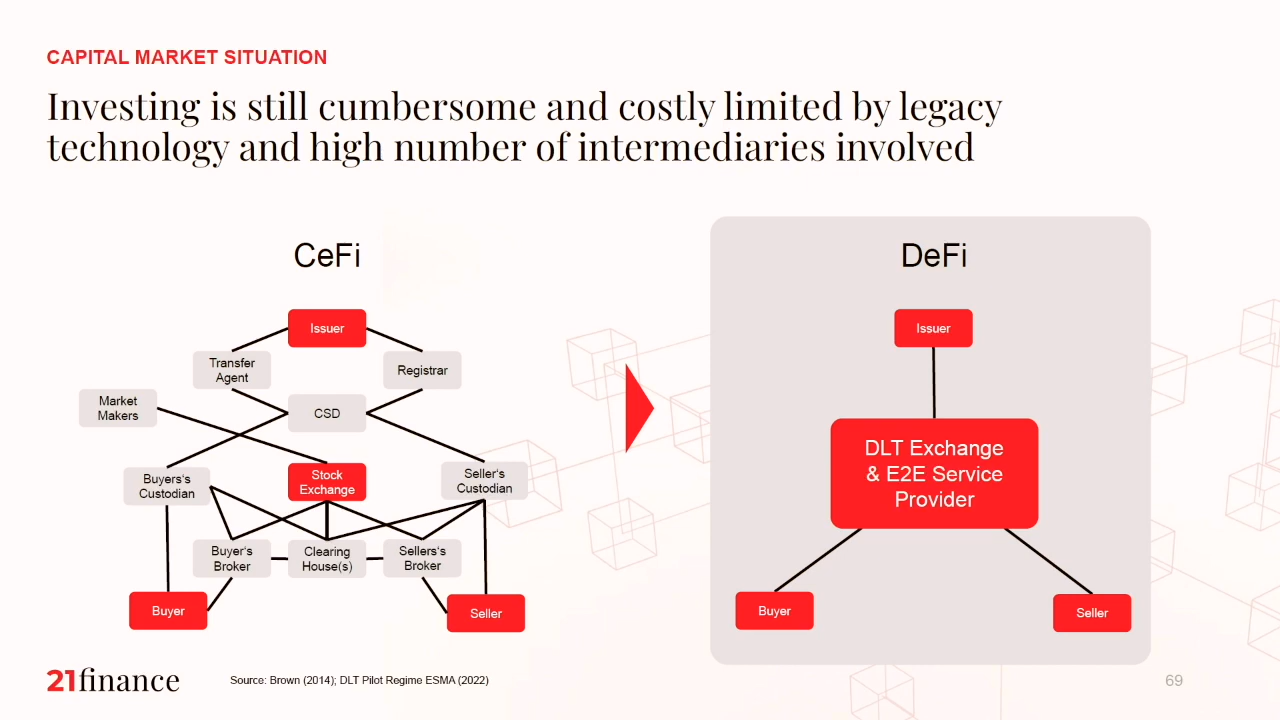 CAPITAL MARKET SITUATION
Investing is still cumbersome and costly limited by legacy
technology and high number of intermediaries involved
CeFi
Issuer
Transfer
Agent
Registrar
Market
Makers
CSD
Buyers‘s
Custodian
Stock
Exchange
Seller‘s
Custodian
Buyer‘s
Broker
Clearing
House(s)
Sellers‘s
Broker
Buyer
Seller
DeFi
Issuer
DLT Exchange
& E2E Service
Provider
Buyer
Seller
21finance
Source: Brown (2014); DLT Pilot Regime ESMA (2022)
69